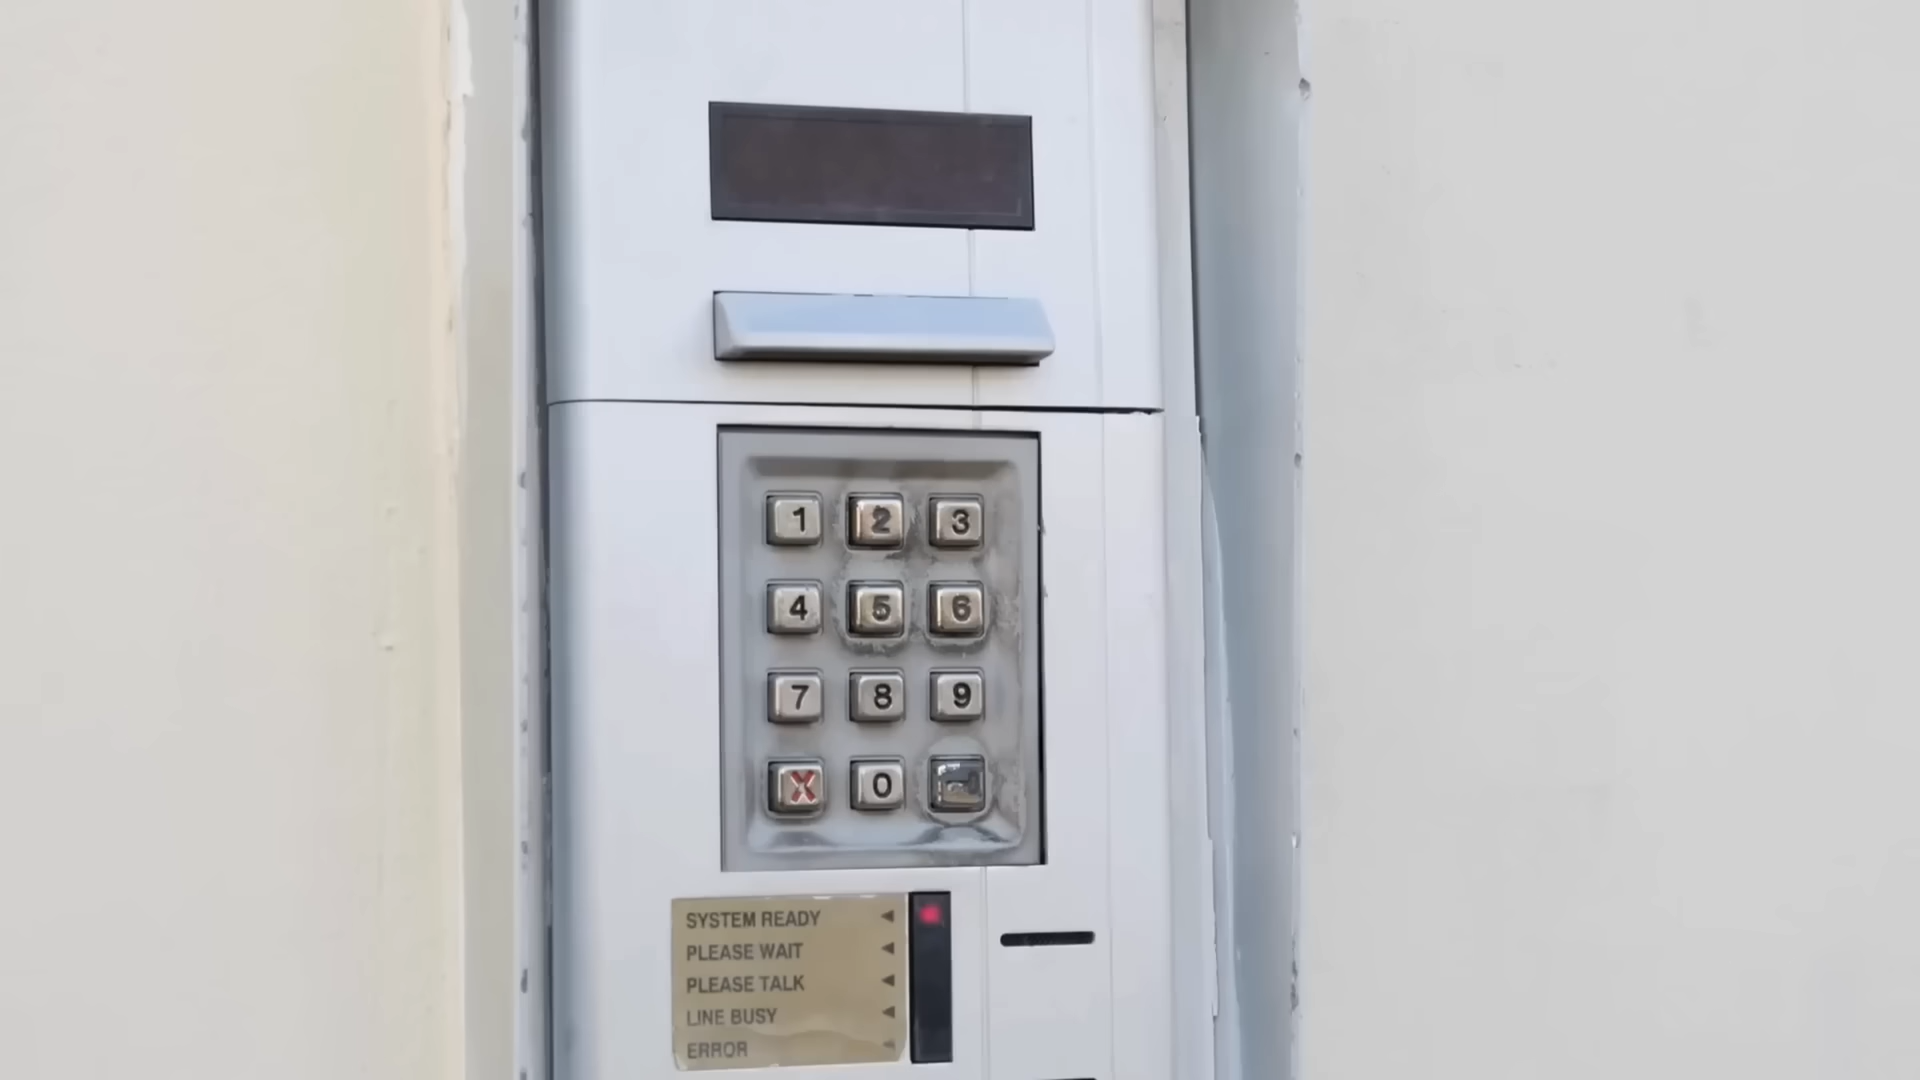 1 2 3
4 5 6
7 8 9
X 0
SYSTEM READY
PLEASE WAIT
PLEASE TALK
LINE BUSY
ERROR